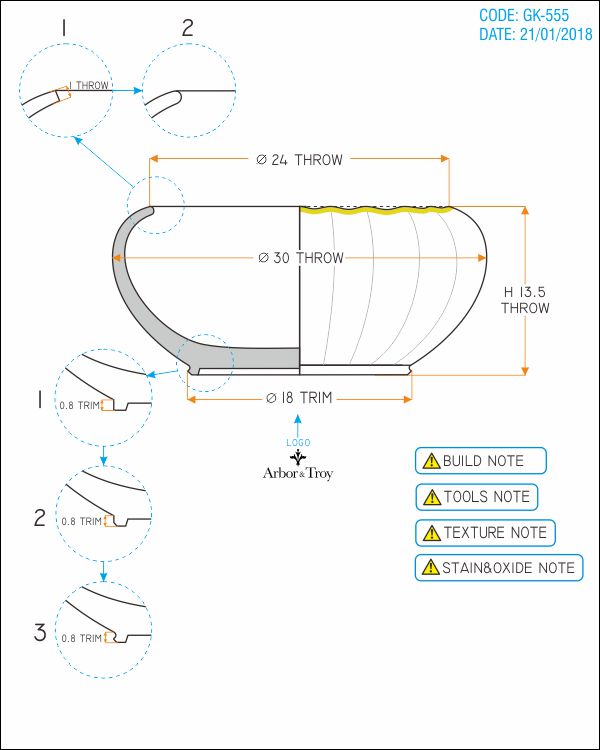 CODE: GK-555
DATE: 21/01/2018
1
2
1 THROW
Ø 24 THROW
Ø 30 THROW
H 13.5
THROW
1
0.8 TRIM
Ø 18 TRIM
LOGO
Arbor & Troy
BUILD NOTE
TOOLS NOTE
2
0.8 TRIM
TEXTURE NOTE
STAIN&OXIDE NOTE
3
0.8 TRIM